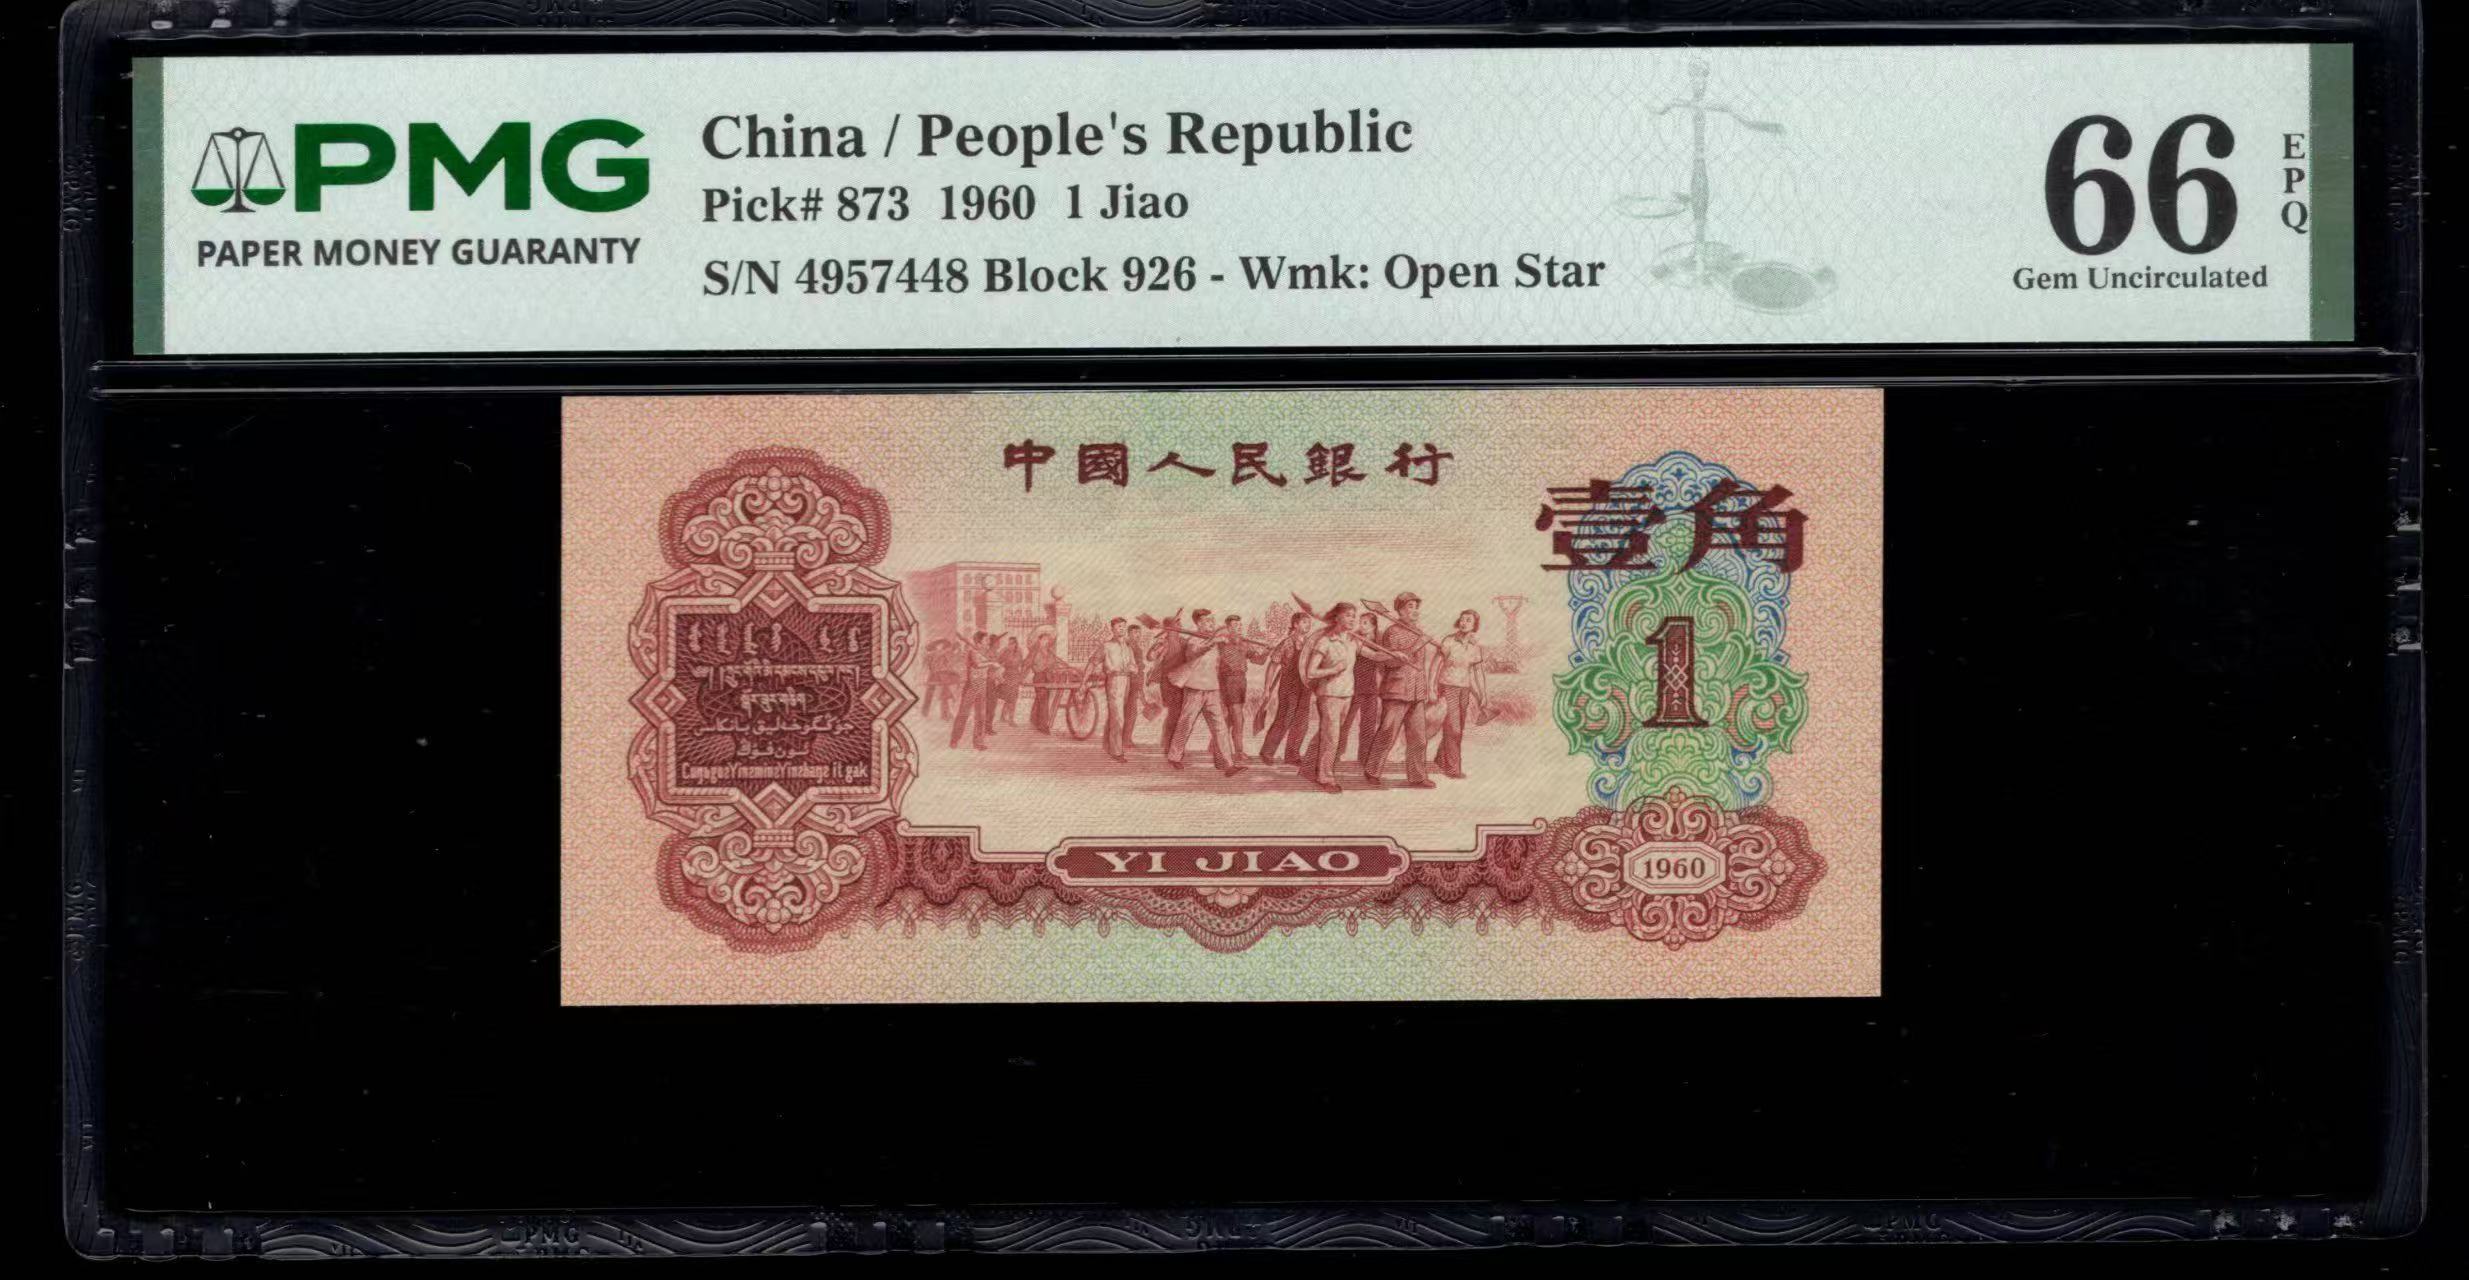 PMG
PAPER MONEY GUARANTY
China / People's Republic
Pick# 873 1960 1 Jiao
S/N 4957448 Block 926 - Wmk: Open Star
66
EPQ
Gem Uncirculated
中國人民銀行
壹角
1
YI JIAO
1960